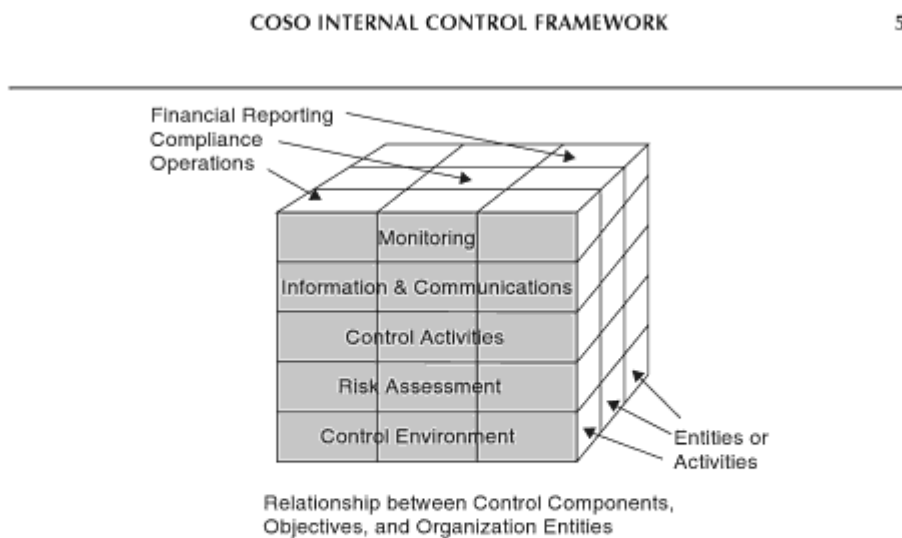 COSO INTERNAL CONTROL FRAMEWORK 5
Financial Reporting
Compliance
Operations
Monitoring
Information & Communications
Control Activities
Risk Assessment
Control Environment
Entities or
Activities
Relationship between Control Components,
Objectives, and Organization Entities